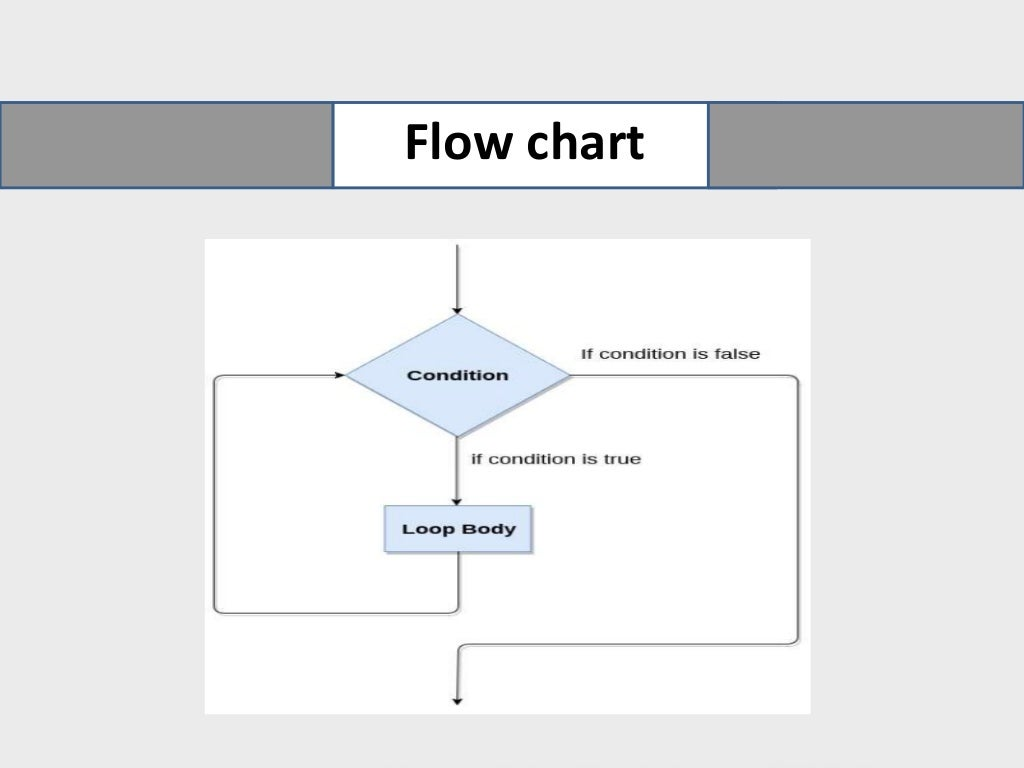 Flow chart
If condition is false
Condition
if condition is true
Loop Body